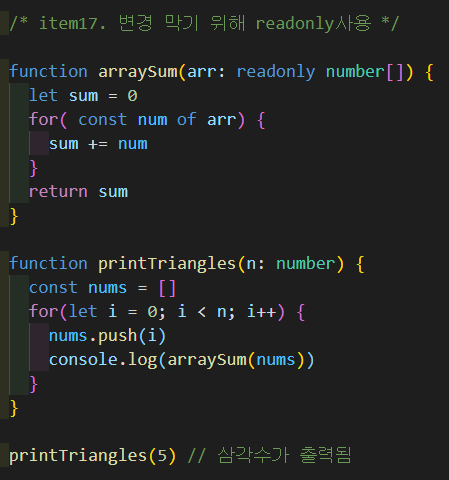 /* item17. 변경 막기 위해 readonly사용 */
function arraySum(arr: readonly number[]) {
let sum = 0
for( const num of arr) {
sum += num
}
return sum
}
function printTriangles(n: number) {
const nums = []
for(let i = 0; i < n; i++) {
nums.push(i)
console.log(arraySum(nums))
}
}
printTriangles(5) // 삼각수가 출력됨